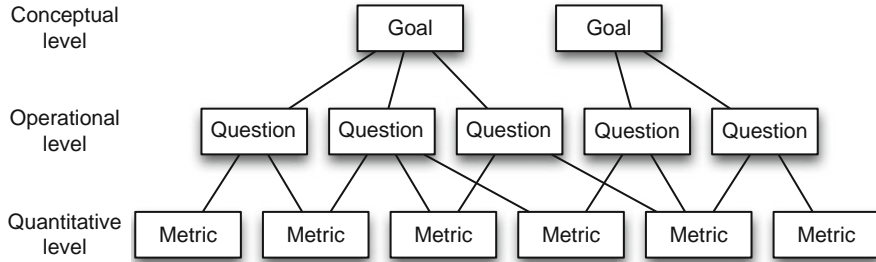 Conceptual
level
Goal Goal
Operational
level
Question Question Question Question Question
Quantitative
level
Metric Metric Metric Metric Metric Metric